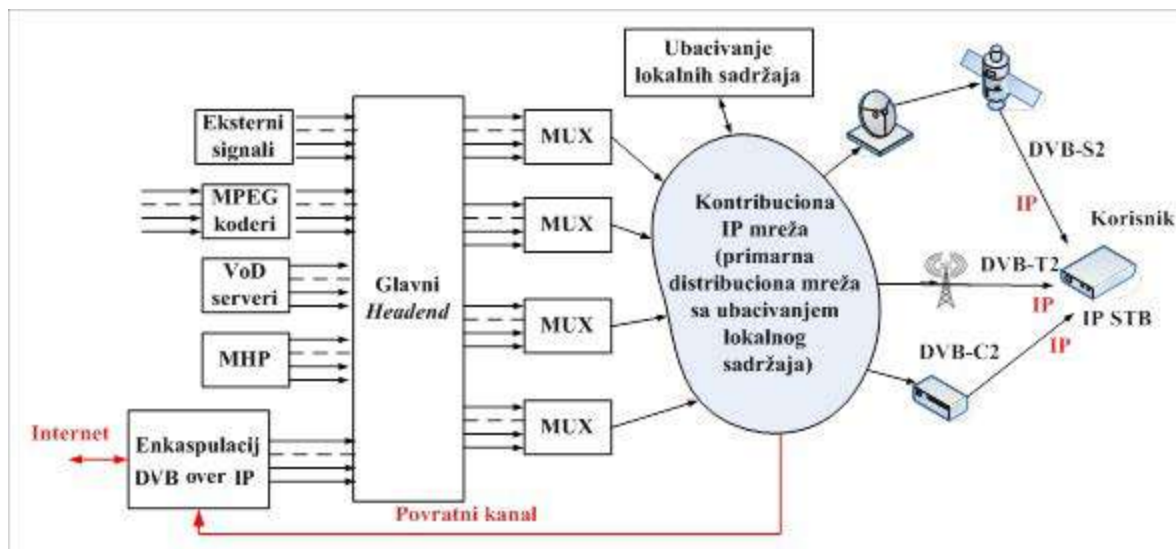 Ubacivanje
lokalnih sadržaja
Eksterni
signali
MPEG
koderi
VoD
serveri
MHP
Internet
Enkaspulacij
DVB over IP
Glavni
Headend
MUX
MUX
MUX
MUX
Kontribuciona
IP mreža
(primarna
distribuciona mreža
sa ubacivanjem
lokalnog
sadržaja)
Povratni kanal
DVB-S2
IP
Korisnik
DVB-T2
IP
IP STB
DVB-C2
IP